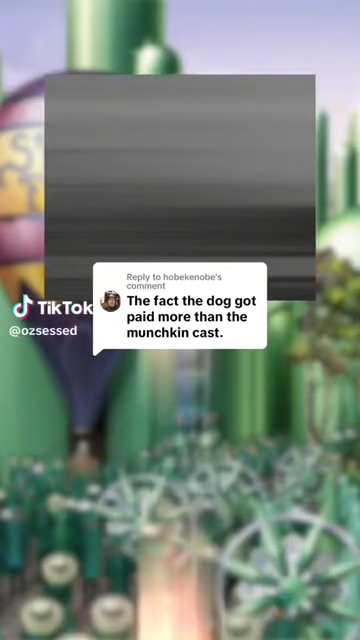 Reply to hobekenobe's
comment
The fact the dog got
paid more than the
munchkin cast.
TikTok
@ozsessed